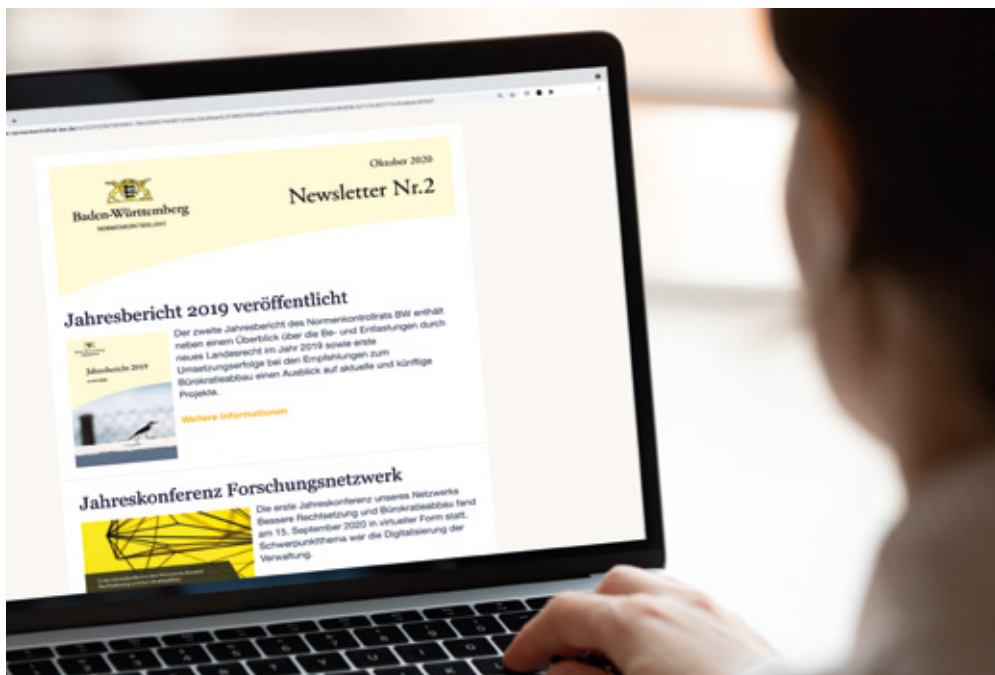 Oktober 2020
Newsletter Nr.2
Baden-Württemberg
NORMENKONTROLLRAT
Jahresbericht 2019 veröffentlicht
Der zweite Jahresbericht des Normenkontrollrats BW enthält
neben einem Überblick über die Be- und Entlastungen durch
neues Landesrecht im Jahr 2019 sowie erste
Umsetzungserfolge bei den Empfehlungen zum
Bürokratieabbau einen Ausblick auf aktuelle und künftige
Projekte.
Weitere Informationen
Jahresbericht 2019
Jahreskonferenz Forschungsnetzwerk
Die erste Jahreskonferenz unseres Netzwerks
Bessere Rechtsetzung und Bürokratieabbau fand
am 15. September 2020 in virtueller Form statt.
Schwerpunktthema war die Digitalisierung der
Verwaltung.